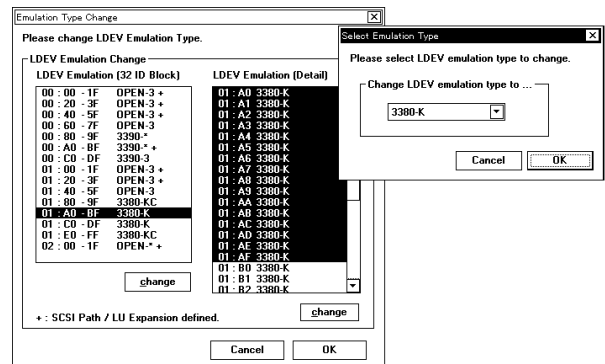 Emulation Type Change
Please change LDEV Emulation Type.
LDEV Emulation Change
LDEV Emulation (32 ID Block)
00 : 00 - 1F OPEN-3 +
00 : 20 - 3F OPEN-3 +
00 : 40 - 5F OPEN-3 +
00 : 60 - 7F OPEN-3
00 : 80 - 9F 3390-*
00 : A0 - BF 3390-* +
00 : C0 - DF 3390-3
01 : 00 - 1F OPEN-3 +
01 : 20 - 3F OPEN-3 +
01 : 40 - 5F OPEN-3
01 : 80 - 9F 3380-KC
01 : A0 - BF 3380-K
01 : C0 - DF 3380-K
01 : E0 - FF 3380-KC
02 : 00 - 1F OPEN-* +
change
LDEV Emulation (Detail)
01 : A0 3380-K
01 : A1 3380-K
01 : A2 3380-K
01 : A3 3380-K
01 : A4 3380-K
01 : A5 3380-K
01 : A6 3380-K
01 : A7 3380-K
01 : A8 3380-K
01 : A9 3380-K
01 : AA 3380-K
01 : AB 3380-K
01 : AC 3380-K
01 : AD 3380-K
01 : AE 3380-K
01 : AF 3380-K
01 : B0 3380-K
01 : B1 3380-K
01 : B2 3380-K
change
+ : SCSI Path / LU Expansion defined.
Cancel OK
Select Emulation Type
Please select LDEV emulation type to change.
Change LDEV emulation type to ...
3380-K
Cancel OK